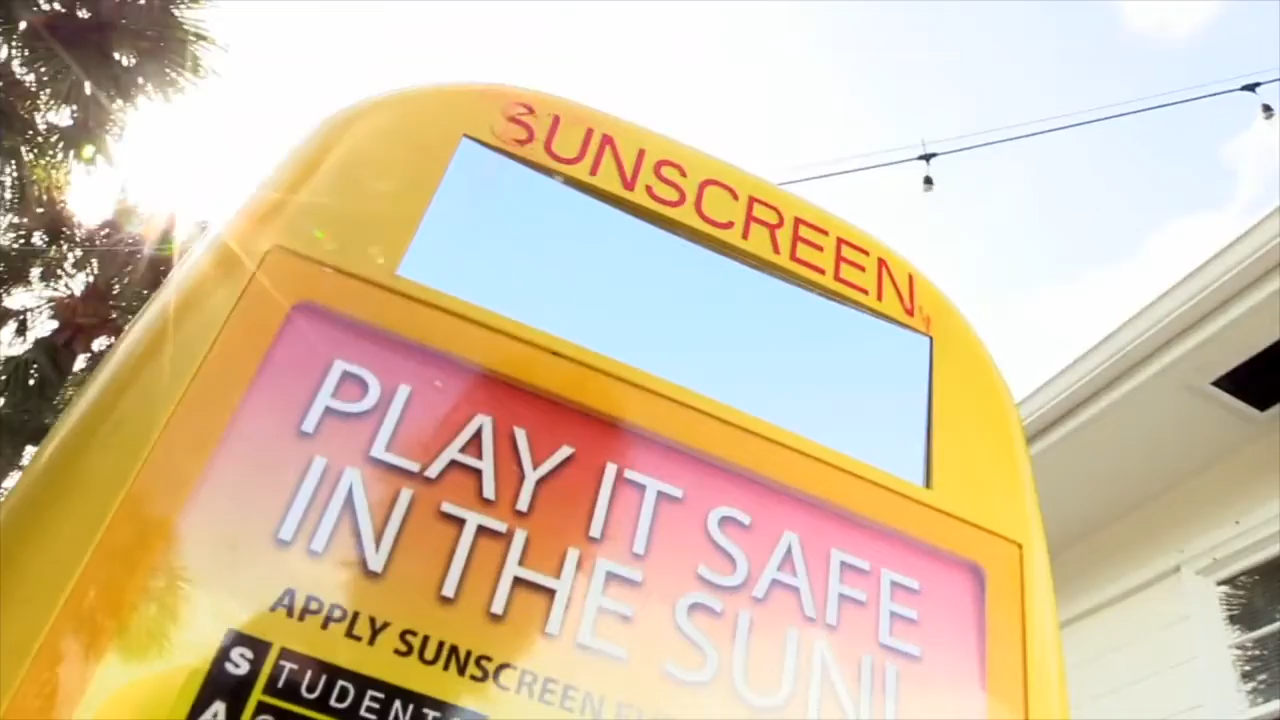 SUNSCREEN
PLAY IT SAFE
IN THE SUN!
APPLY SUNSCREEN
S TUDENTS
A